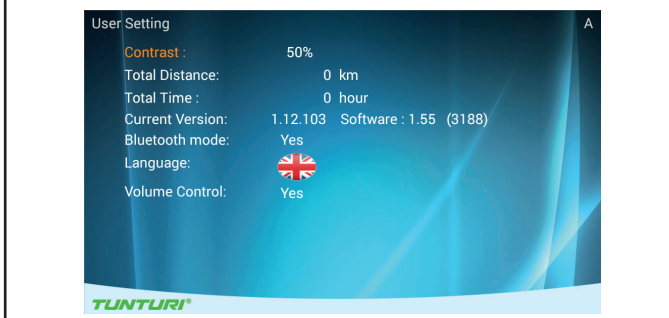 User Setting A
Contrast : 50%
Total Distance: 0 km
Total Time : 0 hour
Current Version: 1.12.103 Software : 1.55 (3188)
Bluetooth mode: Yes
Language:
Volume Control: Yes
TUNTURI®